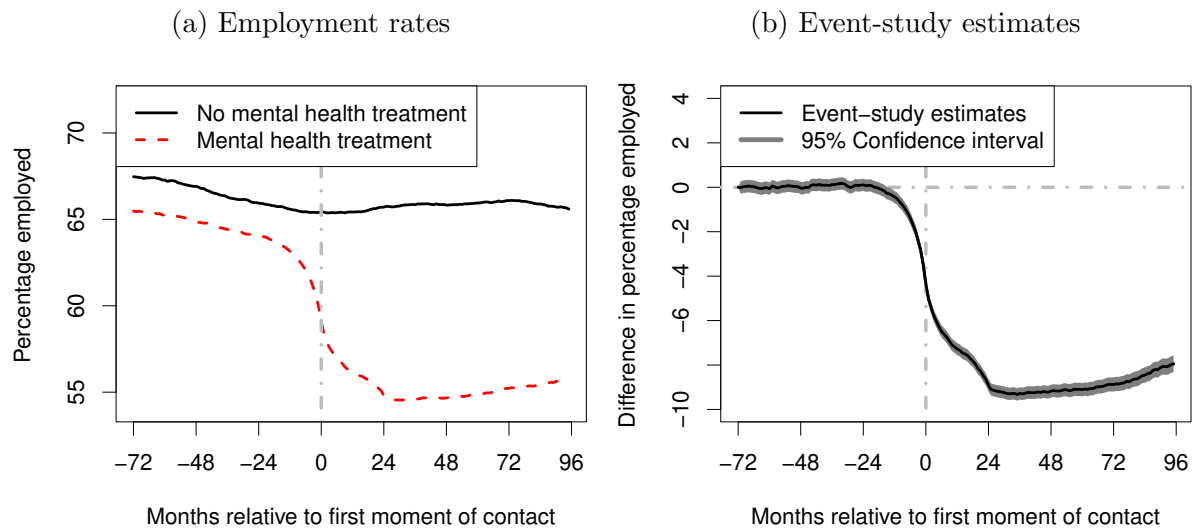 (a) Employment rates
No mental health treatment
Mental health treatment
Percentage employed
70
65
60
55
−72 −48 −24 0 24 48 72 96
Months relative to first moment of contact
(b) Event-study estimates
Event−study estimates
95% Confidence interval
Difference in percentage employed
4
2
0
−2
−4
−6
−8
−10
−72 −48 −24 0 24 48 72 96
Months relative to first moment of contact